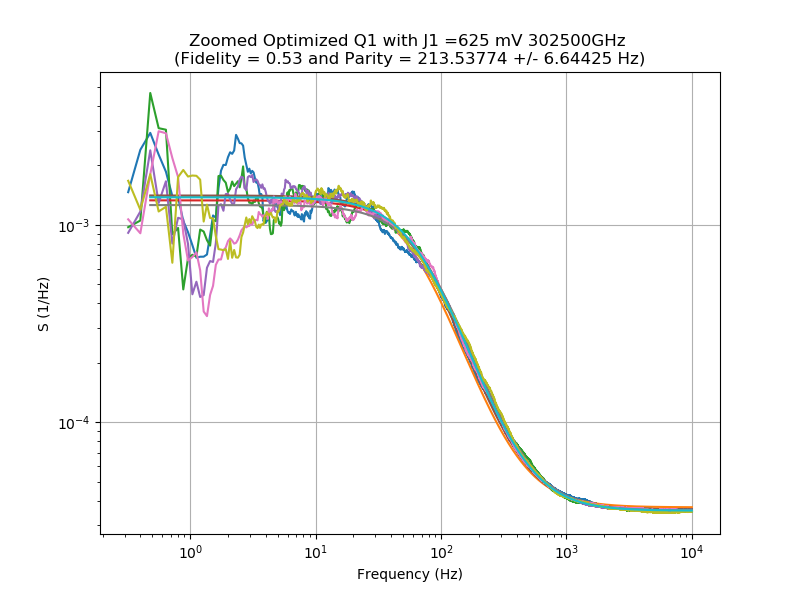 Zoomed Optimized Q1 with J1 =625 mV 302500GHz
(Fidelity = 0.53 and Parity = 213.53774 +/- 6.64425 Hz)
S (1/Hz)
10⁻³
10⁻⁴
10⁰ 10¹ 10² 10³ 10⁴
Frequency (Hz)